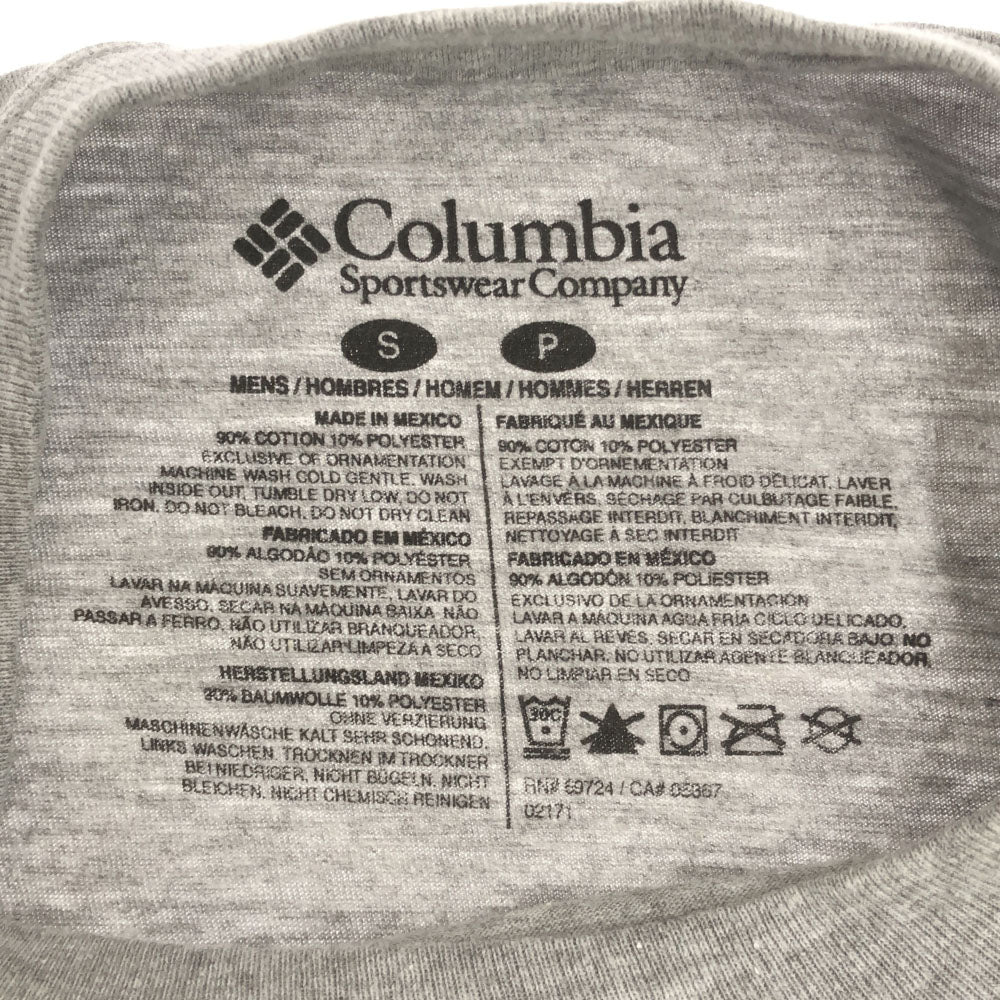 Columbia
Sportswear Company
S P
MENS / HOMBRES / HOMEM / HOMMES / HERREN
MADE IN MEXICO
90% COTTON 10% POLYESTER
EXCLUSIVE OF ORNAMENTATION
MACHINE WASH COLD GENTLE. WASH
INSIDE OUT. TUMBLE DRY LOW, DO NOT
IRON. DO NOT BLEACH. DO NOT DRY CLEAN
FABRICADO EM MÉXICO
90% ALGODÃO 10% POLYÉSTER
SEM ORNAMENTOS
LAVAR NA MÁQUINA SUAVEMENTE, LAVAR DO
AVESSO. SECAR NA MÁQUINA BAIXA. NÃO
PASSAR A FERRO. NÃO UTILIZAR BRANQUEADOR.
NÃO UTILIZAR LIMPEZA A SECO
HERSTELLUNGSLAND MEXIKO
90% BAUMWOLLE 10% POLYESTER
OHNE VERZIERUNG
MASCHINENWÄSCHE KALT SEHR SCHONEND.
LINKS WASCHEN. TROCKNEN IM TROCKNER
BEI NIEDRIGER. NICHT BÜGELN. NICHT
BLEICHEN. NICHT CHEMISCH REINIGEN
FABRIQUÉ AU MEXIQUE
90% COTON 10% POLYESTER
EXEMPT D'ORNEMENTATION
LAVAGE À LA MACHINE À FROID DÉLICAT. LAVER
À L'ENVERS. SÉCHAGE PAR CULBUTAGE FAIBLE.
REPASSAGE INTERDIT, BLANCHIMENT INTERDIT,
NETTOYAGE À SEC INTERDIT
FABRICADO EN MÉXICO
90% ALGODÓN 10% POLIESTER
EXCLUSIVO DE LA ORNAMENTACION
LAVAR A MAQUINA AGUA FRIA CICLO DELICADO.
LAVAR AL REVÉS. SECAR EN SECADORA BAJO. NO
PLANCHAR. NO UTILIZAR AGENTE BLANQUEADOR.
NO LIMPIAR EN SECO
30C
RN# 69724 / CA# 05367
02171